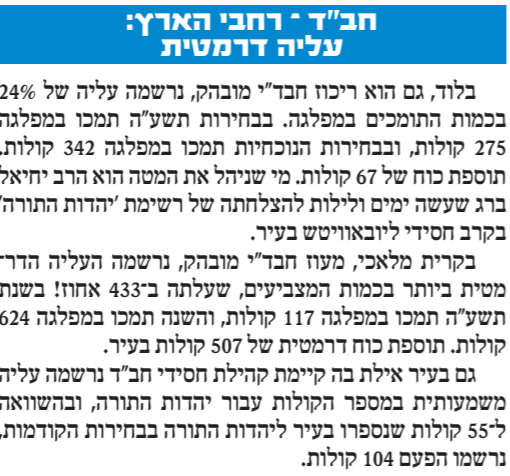 חב"ד - רחבי הארץ:
עליה דרמטית
בלוד, גם הוא ריכוז חבד"י מובהק, נרשמה עליה של 24%
בכמות התומכים במפלגה. בבחירות תשע"ה תמכו במפלגה
275 קולות, ובבחירות הנוכחיות תמכו במפלגה 342 קולות.
תוספת כוח של 67 קולות. מי שניהל את המטה הוא הרב יחיאל
ברג שעשה ימים ולילות להצלחתה של רשימת 'יהדות התורה'
בקרב חסידי ליובאוויטש בעיר.
בקרית מלאכי, מעוז חבד"י מובהק, נרשמה העליה הדר-
מטית ביותר בכמות המצביעים, שעלתה ב-433 אחוז! בשנת
תשע"ה תמכו במפלגה 117 קולות, והשנה תמכו במפלגה 624
קולות. תוספת כוח דרמטית של 507 קולות בעיר.
גם בעיר אילת בה קיימת קהילת חסידי חב"ד נרשמה עליה
משמעותית במספר הקולות עבור יהדות התורה, ובהשוואה
ל-55 קולות שנספרו בעיר ליהדות התורה בבחירות הקודמות,
נרשמו הפעם 104 קולות.